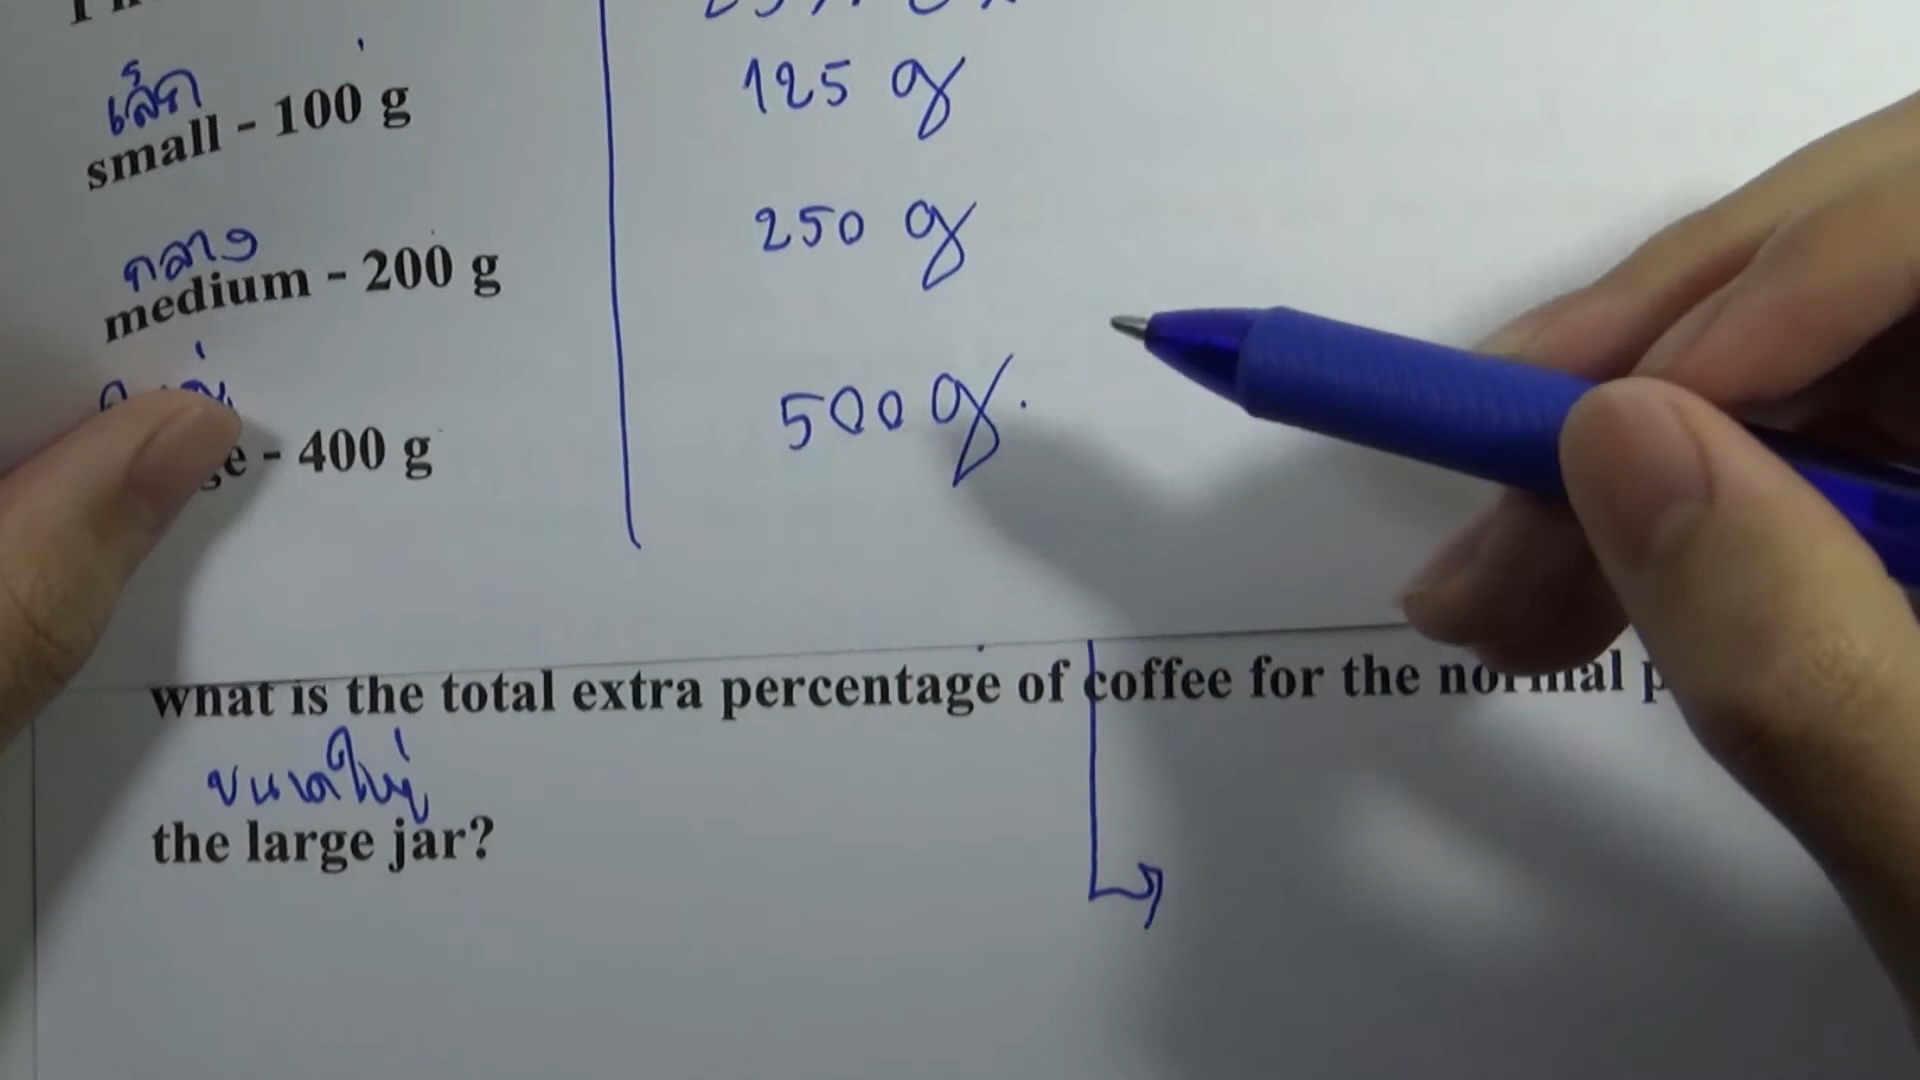 เล็ก
small - 100 g
125 g
กลาง
medium - 200 g
250 g
- 400 g
500 g.
what is the total extra percentage of coffee for the normal
ขนาดใหญ่
the large jar?